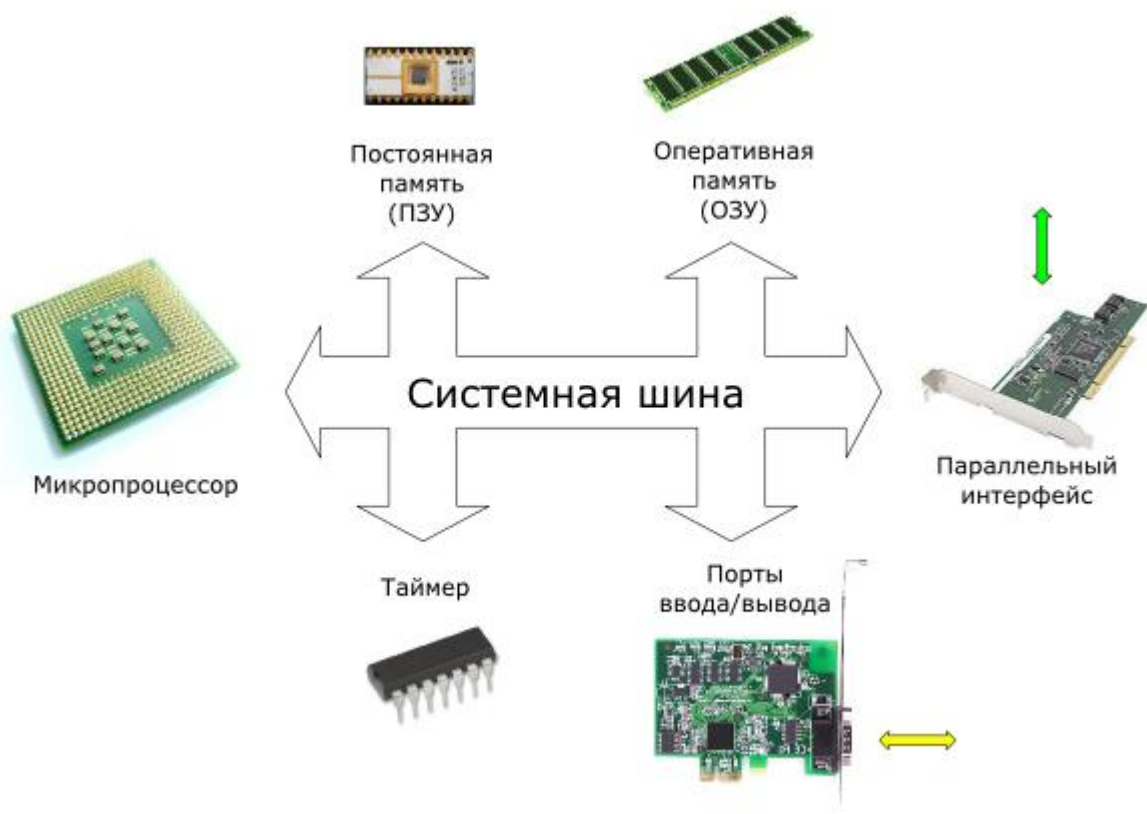 Постоянная
память
(ПЗУ)
Оперативная
память
(ОЗУ)
Системная шина
Микропроцессор
Параллельный
интерфейс
Таймер
Порты
ввода/вывода